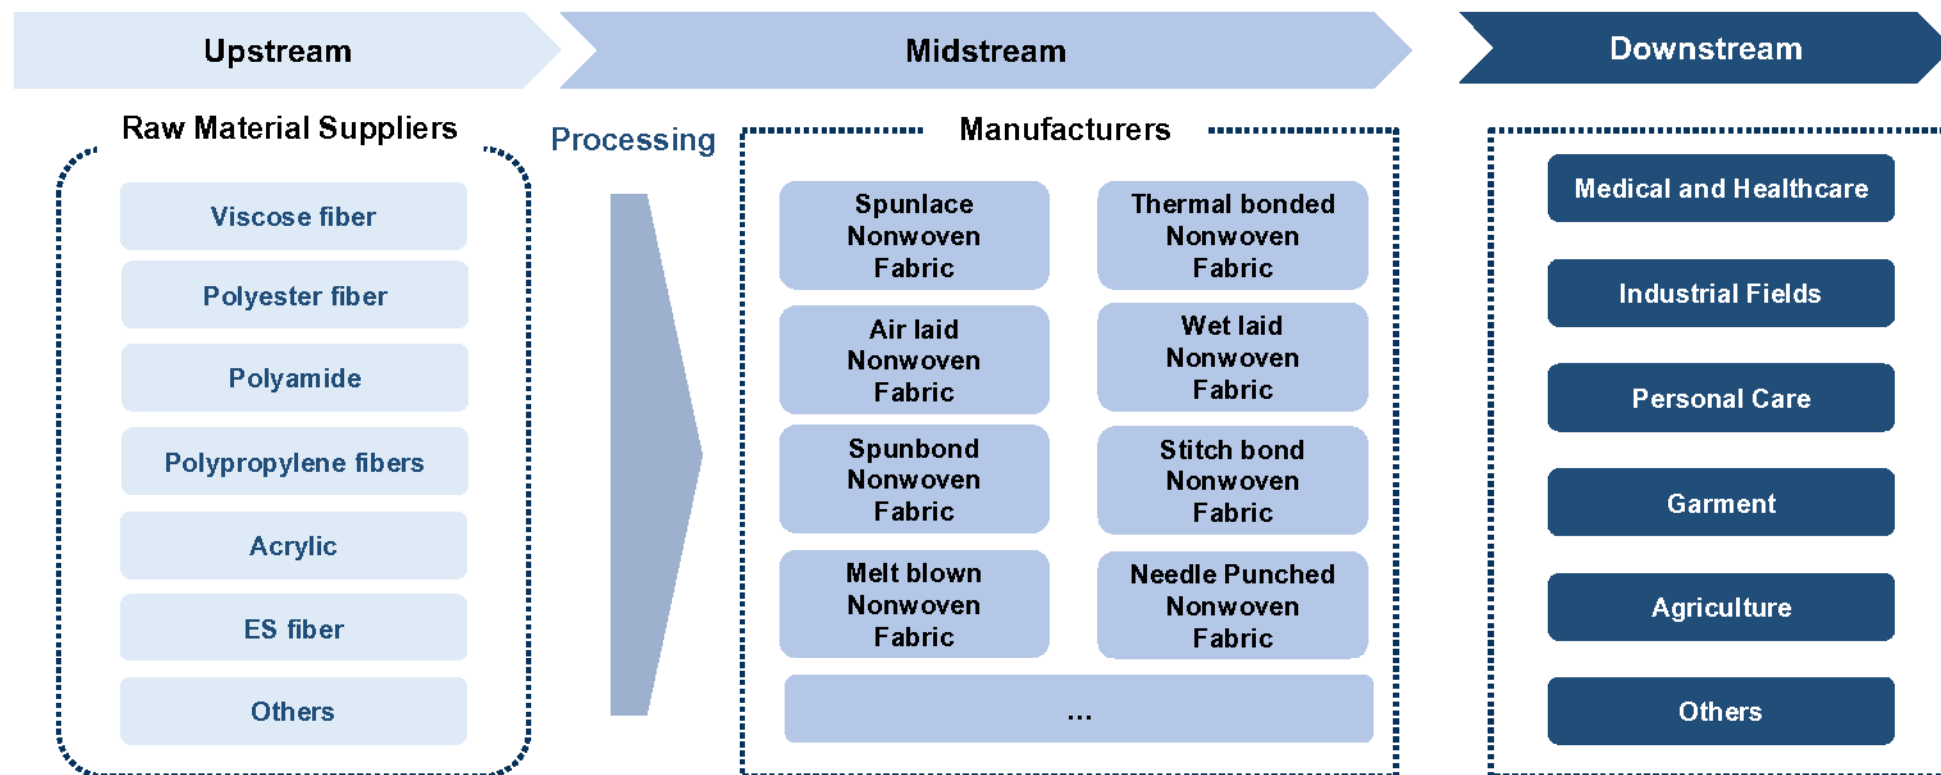 Upstream
Midstream
Downstream
Raw Material Suppliers
Viscose fiber
Polyester fiber
Polyamide
Polypropylene fibers
Acrylic
ES fiber
Others
Processing
Manufacturers
Spunlace
Nonwoven
Fabric
Thermal bonded
Nonwoven
Fabric
Air laid
Nonwoven
Fabric
Wet laid
Nonwoven
Fabric
Spunbond
Nonwoven
Fabric
Stitch bond
Nonwoven
Fabric
Melt blown
Nonwoven
Fabric
Needle Punched
Nonwoven
Fabric
...
Medical and Healthcare
Industrial Fields
Personal Care
Garment
Agriculture
Others